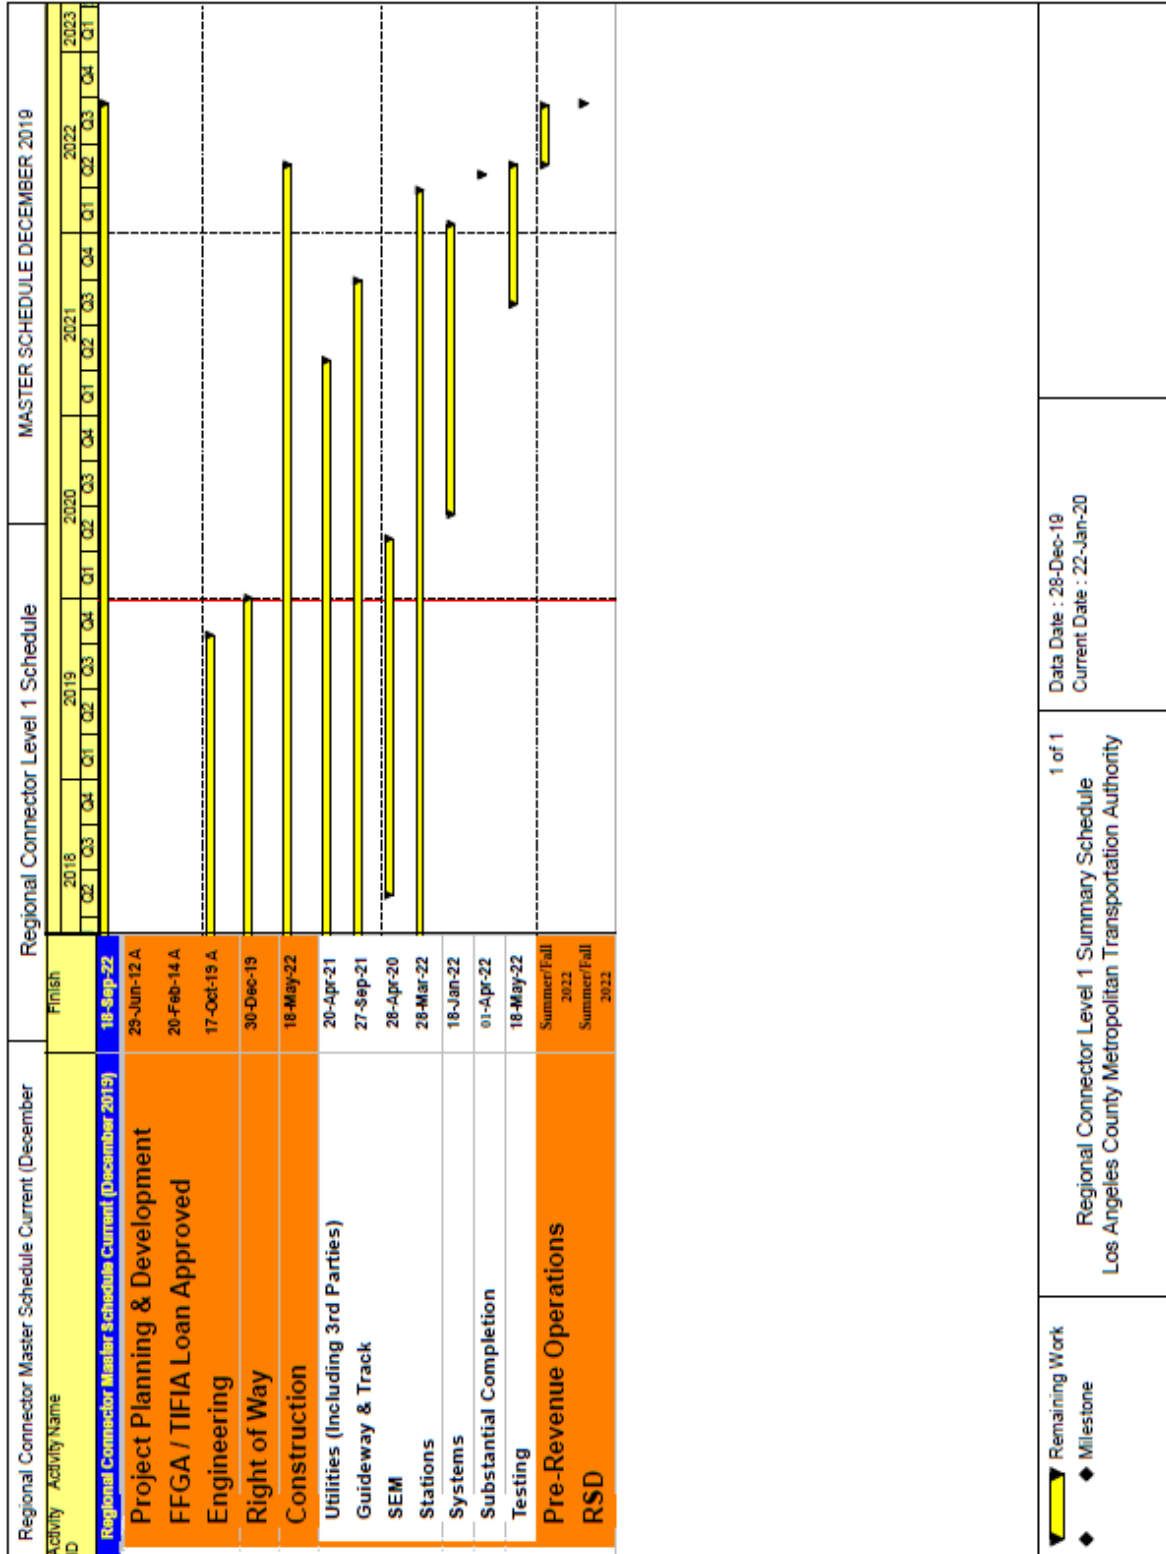 Regional Connector Master Schedule Current (December
Regional Connector Level 1 Schedule
MASTER SCHEDULE DECEMBER 2019
Activity ID
Activity Name
Finish
2018 2019 2020 2021 2022 2023
Q2 Q3 Q4 Q1 Q2 Q3 Q4 Q1 Q2 Q3 Q4 Q1 Q2 Q3 Q4 Q1 Q2 Q3 Q4 Q1
Regional Connector Master Schedule Current (December 2019) 18-Sep-22
Project Planning & Development 29-Jun-12 A
FFGA / TIFIA Loan Approved 20-Feb-14 A
Engineering 17-Oct-19 A
Right of Way 30-Dec-19
Construction 18-May-22
Utilities (Including 3rd Parties) 20-Apr-21
Guideway & Track 27-Sep-21
SEM 28-Apr-20
Stations 28-Mar-22
Systems 18-Jan-22
Substantial Completion 01-Apr-22
Testing 18-May-22
Pre-Revenue Operations Summer/Fall
2022
RSD Summer/Fall
2022
Remaining Work
Milestone
1 of 1
Regional Connector Level 1 Summary Schedule
Los Angeles County Metropolitan Transportation Authority
Data Date : 28-Dec-19
Current Date : 22-Jan-20